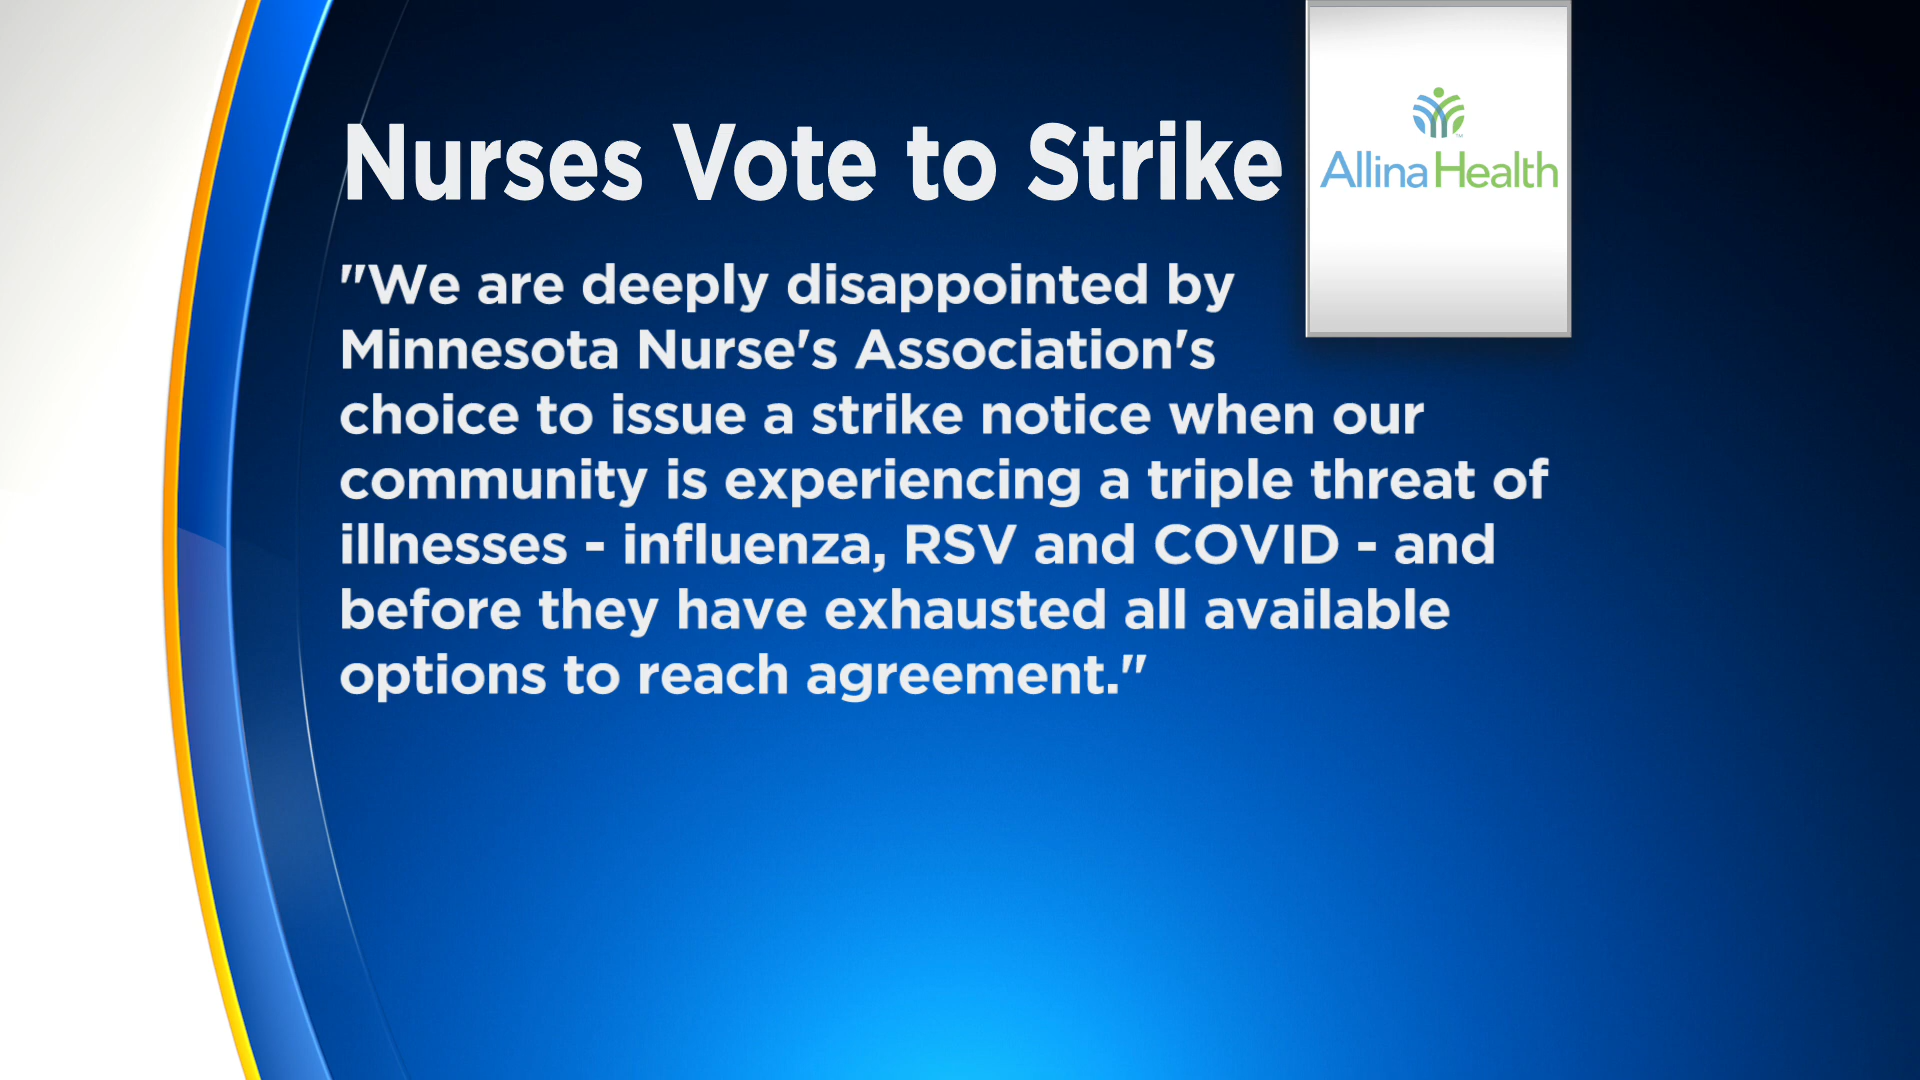 Nurses Vote to Strike
Allina Health
"We are deeply disappointed by
Minnesota Nurse's Association's
choice to issue a strike notice when our
community is experiencing a triple threat of
illnesses - influenza, RSV and COVID - and
before they have exhausted all available
options to reach agreement."